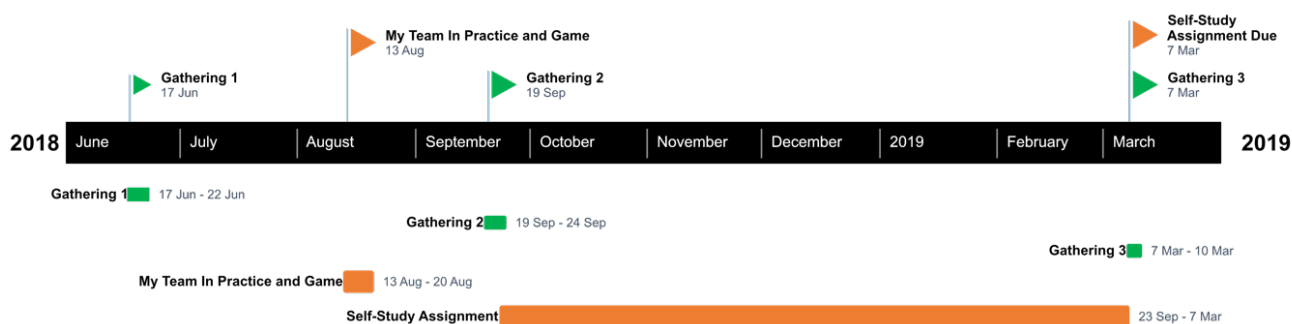 Self-Study
Assignment Due
7 Mar
My Team In Practice and Game
13 Aug
Gathering 1
17 Jun
Gathering 2
19 Sep
Gathering 3
7 Mar
2018 June July August September October November December 2019 February March 2019
Gathering 1 17 Jun - 22 Jun
Gathering 2 19 Sep - 24 Sep
Gathering 3 7 Mar - 10 Mar
My Team In Practice and Game 13 Aug - 20 Aug
Self-Study Assignment 23 Sep - 7 Mar